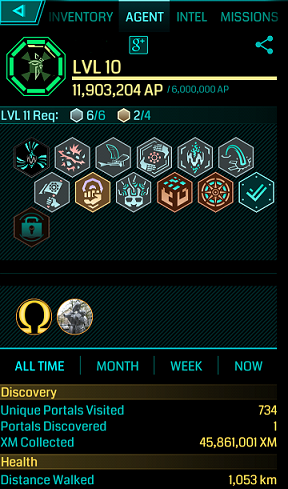 INVENTORY AGENT INTEL MISSIONS
g+
LVL 10
11,903,204 AP / 6,000,000 AP
LVL 11 Req: 6/6 2/4
Ω
ALL TIME MONTH WEEK NOW
Discovery
Unique Portals Visited 734
Portals Discovered 1
XM Collected 45,861,001 XM
Health
Distance Walked 1,053 km